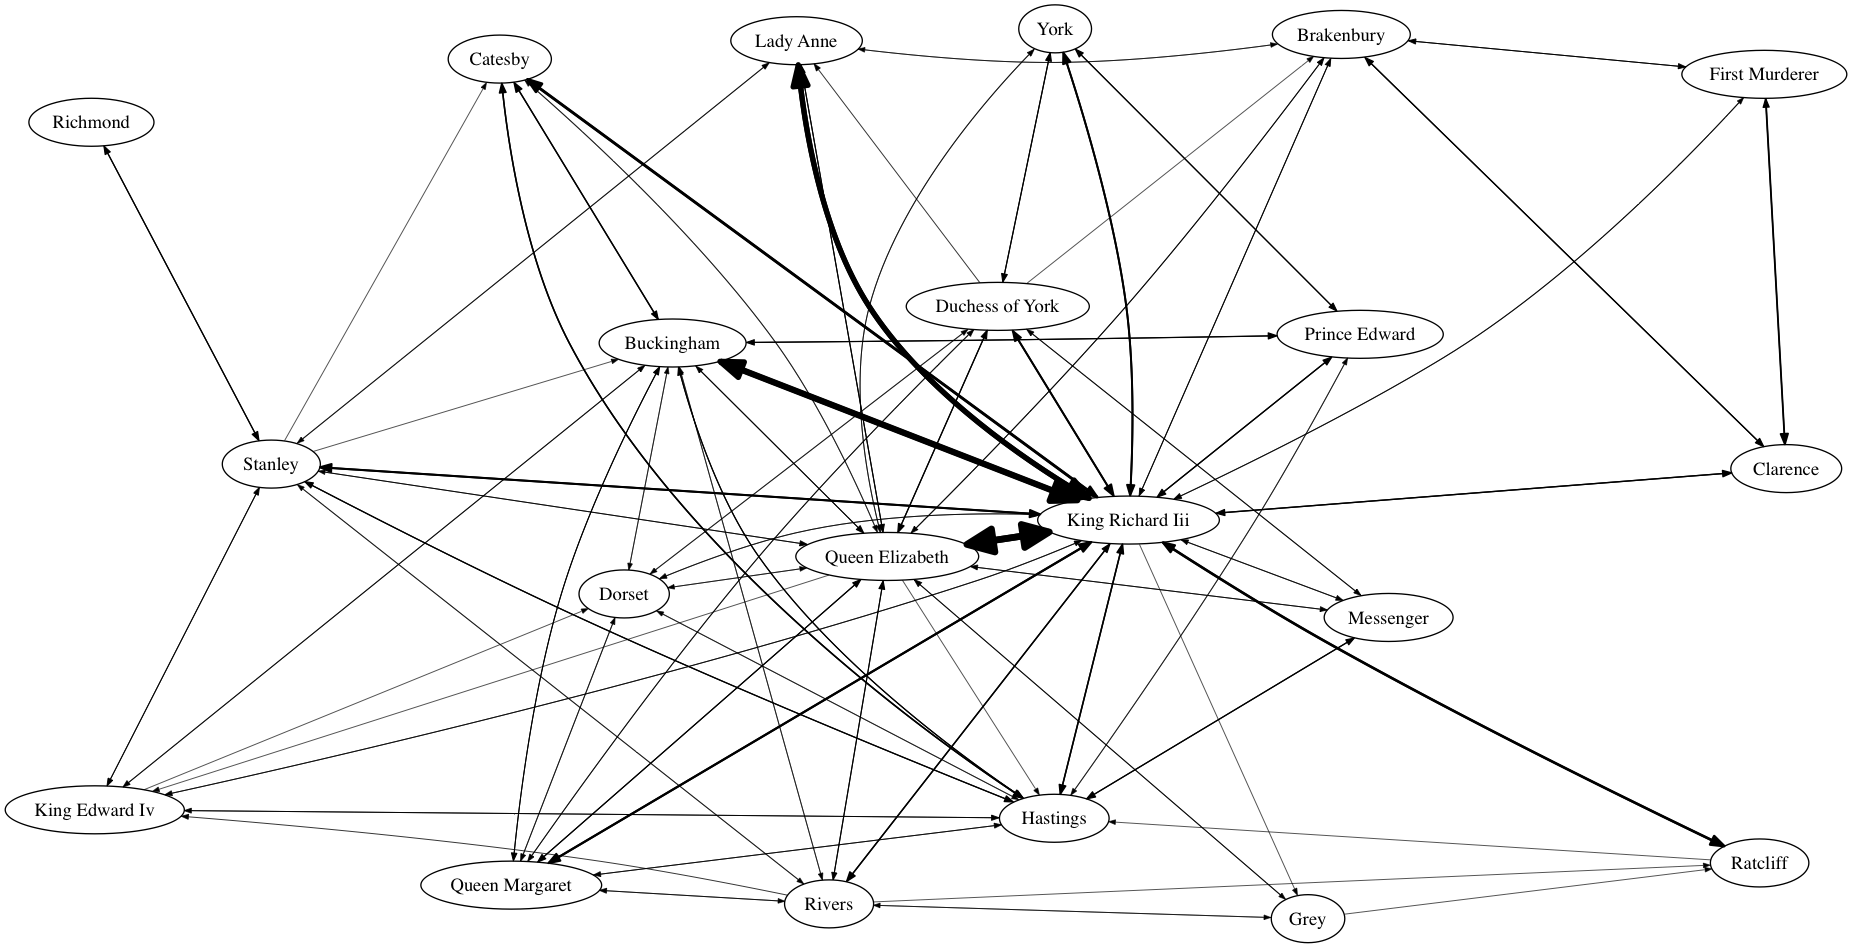 York
Brakenbury
Lady Anne
Catesby
First Murderer
Richmond
Duchess of York
Prince Edward
Buckingham
Stanley
Clarence
King Richard Iii
Queen Elizabeth
Dorset
Messenger
King Edward Iv
Hastings
Ratcliff
Queen Margaret
Rivers
Grey